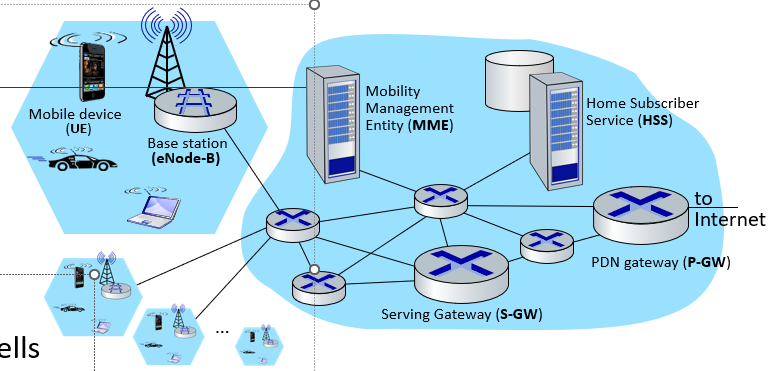 Mobile device
(UE)
Base station
(eNode-B)
Mobility
Management
Entity (MME)
Home Subscriber
Service (HSS)
to
Internet
PDN gateway (P-GW)
Serving Gateway (S-GW)
...
ells